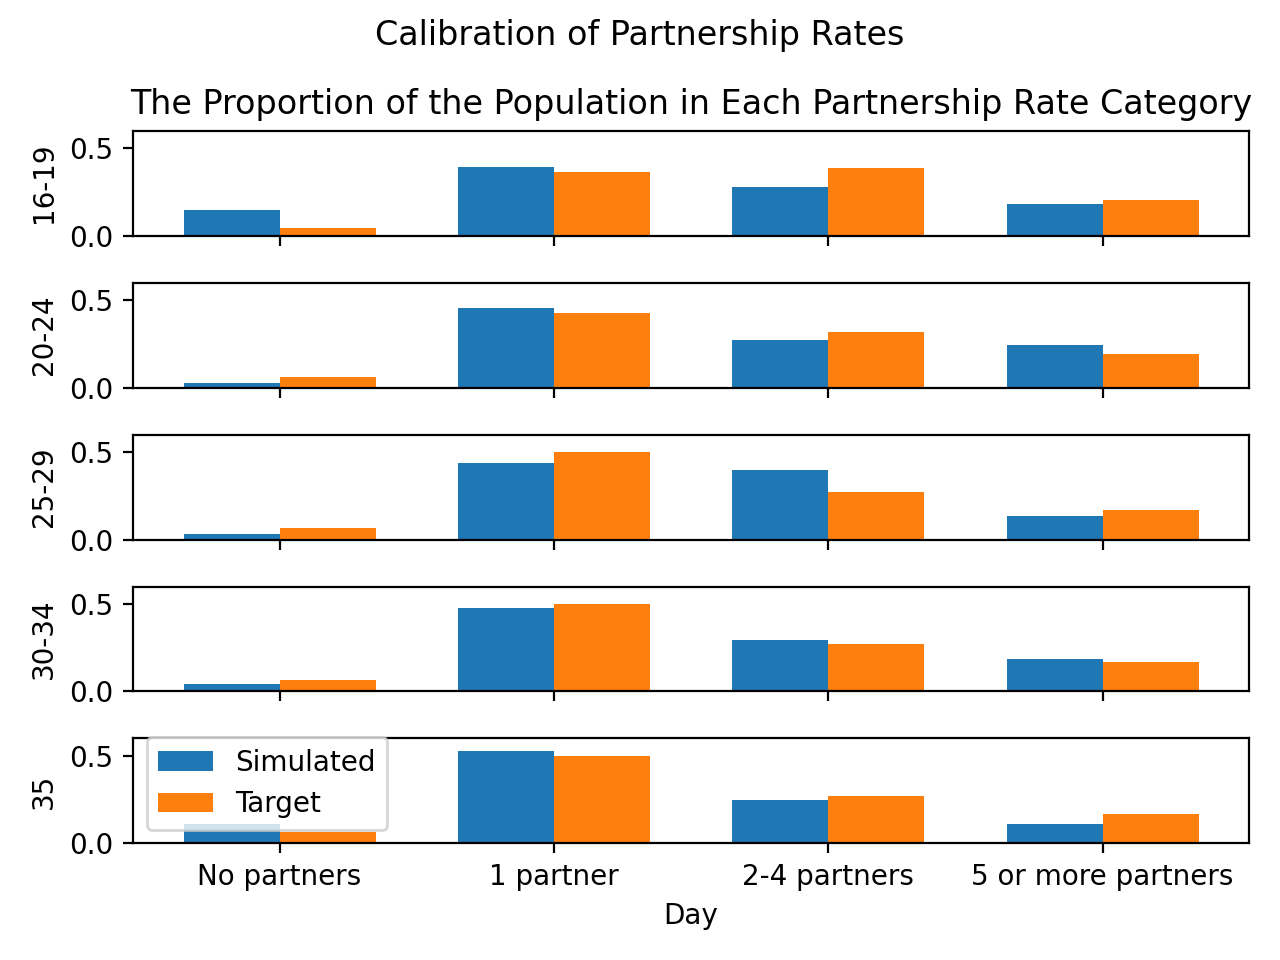 Calibration of Partnership Rates
The Proportion of the Population in Each Partnership Rate Category
16-19
0.5
0.0
20-24
0.5
0.0
25-29
0.5
0.0
30-34
0.5
0.0
35
0.5
0.0
Simulated
Target
No partners
1 partner
2-4 partners
5 or more partners
Day